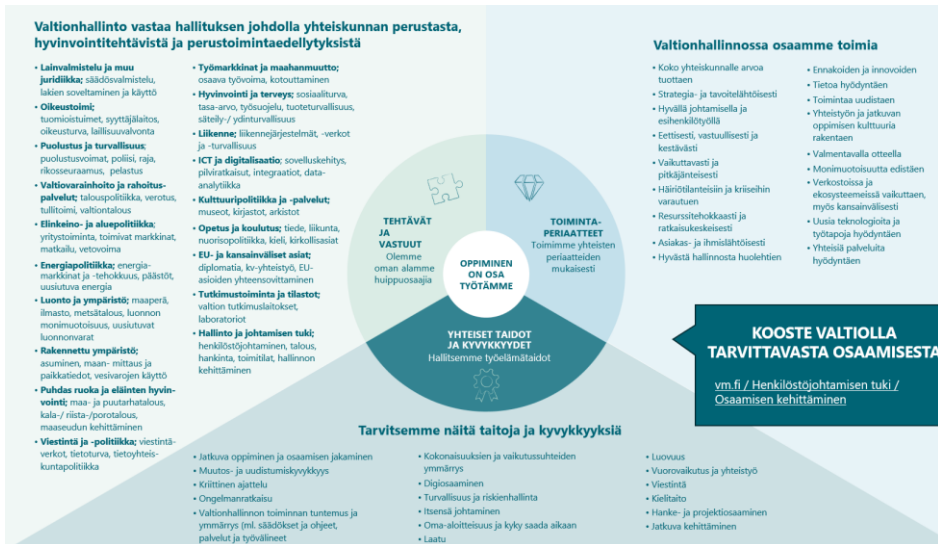 Valtionhallinto vastaa hallituksen johdolla yhteiskunnan perustasta,
hyvinvointitehtävistä ja perustoimintaedellytyksistä
• Lainvalmistelu ja muu
juridiikka; säädösvalmistelu,
lakien soveltaminen ja käyttö
• Oikeustoimi;
tuomioistuimet, syyttäjälaitos,
oikeusturva, laillisuusvalvonta
• Puolustus ja turvallisuus;
puolustusvoimat, poliisi, raja,
rikosseuraamus, pelastus
• Valtiovarainhoito ja rahoitus-
palvelut; talouspolitiikka, verotus,
tullitoimi, valtiontalous
• Elinkeino- ja aluepolitiikka;
yritystoiminta, toimivat markkinat,
matkailu, vetovoima
• Energiapolitiikka; energia-
markkinat ja -tehokkuus, päästöt,
uusiutuva energia
• Luonto ja ympäristö; maaperä,
ilmasto, metsätalous, luonnon
monimuotoisuus, uusiutuvat
luonnonvarat
• Rakennettu ympäristö;
asuminen, maan- mittaus ja
paikkatiedot, vesivarojen käyttö
• Puhdas ruoka ja eläinten hyvin-
vointi; maa- ja puutarhatalous,
kala-/ riista-/porotalous,
maaseudun kehittäminen
• Viestintä ja -politiikka; viestintä-
verkot, tietoturva, tietoyhteis-
kuntapolitiikka
• Työmarkkinat ja maahanmuutto;
osaava työvoima, kotouttaminen
• Hyvinvointi ja terveys; sosiaaliturva,
tasa-arvo, työsuojelu, tuoteturvallisuus,
säteily-/ ydinturvallisuus
• Liikenne; liikennejärjestelmät, -verkot
ja -turvallisuus
• ICT ja digitalisaatio; sovelluskehitys,
pilviratkaisut, integraatiot, data-
analytiikka
• Kulttuuripolitiikka ja -palvelut;
museot, kirjastot, arkistot
• Opetus ja koulutus; tiede, liikunta,
nuorisopolitiikka, kieli, kirkollisasiat
• EU- ja kansainväliset asiat;
diplomatia, kv-yhteistyö, EU-
asioiden yhteensovittaminen
• Tutkimustoiminta ja tilastot;
valtion tutkimuslaitokset,
laboratoriot
• Hallinto ja johtamisen tuki;
henkilöstöjohtaminen, talous,
hankinta, toimitilat, hallinnon
kehittäminen
TEHTÄVÄT
JA
VASTUUT
Olemme
oman alamme
huippuosaajia
TOIMINTA-
PERIAATTEET
Toimimme yhteisten
periaatteiden
mukaisesti
OPPIMINEN
ON OSA
TYÖTÄMME
YHTEISET TAIDOT
JA KYVYKKYYDET
Hallitsemme työelämätaidot
Valtionhallinnossa osaamme toimia
• Koko yhteiskunnalle arvoa
tuottaen
• Strategia- ja tavoitelähtöisesti
• Hyvällä johtamisella ja
esihenkilötyöllä
• Eettisesti, vastuullisesti ja
kestävästi
• Vaikuttavasti ja
pitkäjänteisesti
• Häiriötilanteisiin ja kriiseihin
varautuen
• Resurssitehokkaasti ja
ratkaisukeskeisesti
• Asiakas- ja ihmislähtöisesti
• Hyvästä hallinnosta huolehtien
• Ennakoiden ja innovoiden
• Tietoa hyödyntäen
• Toimintaa uudistaen
• Yhteistyön ja jatkuvan
oppimisen kulttuuria
rakentaen
• Valmentavalla otteella
• Monimuotoisuutta edistäen
• Verkostoissa ja
ekosysteemeissä vaikuttaen,
myös kansainvälisesti
• Uusia teknologioita ja
työtapoja hyödyntäen
• Yhteisiä palveluita
hyödyntäen
KOOSTE VALTIOLLA
TARVITTAVASTA OSAAMISESTA
vm.fi / Henkilöstöjohtamisen tuki /
Osaamisen kehittäminen
Tarvitsemme näitä taitoja ja kyvykkyyksiä
• Jatkuva oppiminen ja osaamisen jakaminen
• Muutos- ja uudistumiskyvykkyys
• Kriittinen ajattelu
• Ongelmanratkaisu
• Valtionhallinnon toiminnan tuntemus ja
ymmärrys (ml. säädökset ja ohjeet,
palvelut ja työvälineet
• Kokonaisuuksien ja vaikutussuhteiden
ymmärrys
• Digiosaaminen
• Turvallisuus ja riskienhallinta
• Itsensä johtaminen
• Oma-aloitteisuus ja kyky saada aikaan
• Laatu
• Luovuus
• Vuorovaikutus ja yhteistyö
• Viestintä
• Kielitaito
• Hanke- ja projektiosaaminen
• Jatkuva kehittäminen